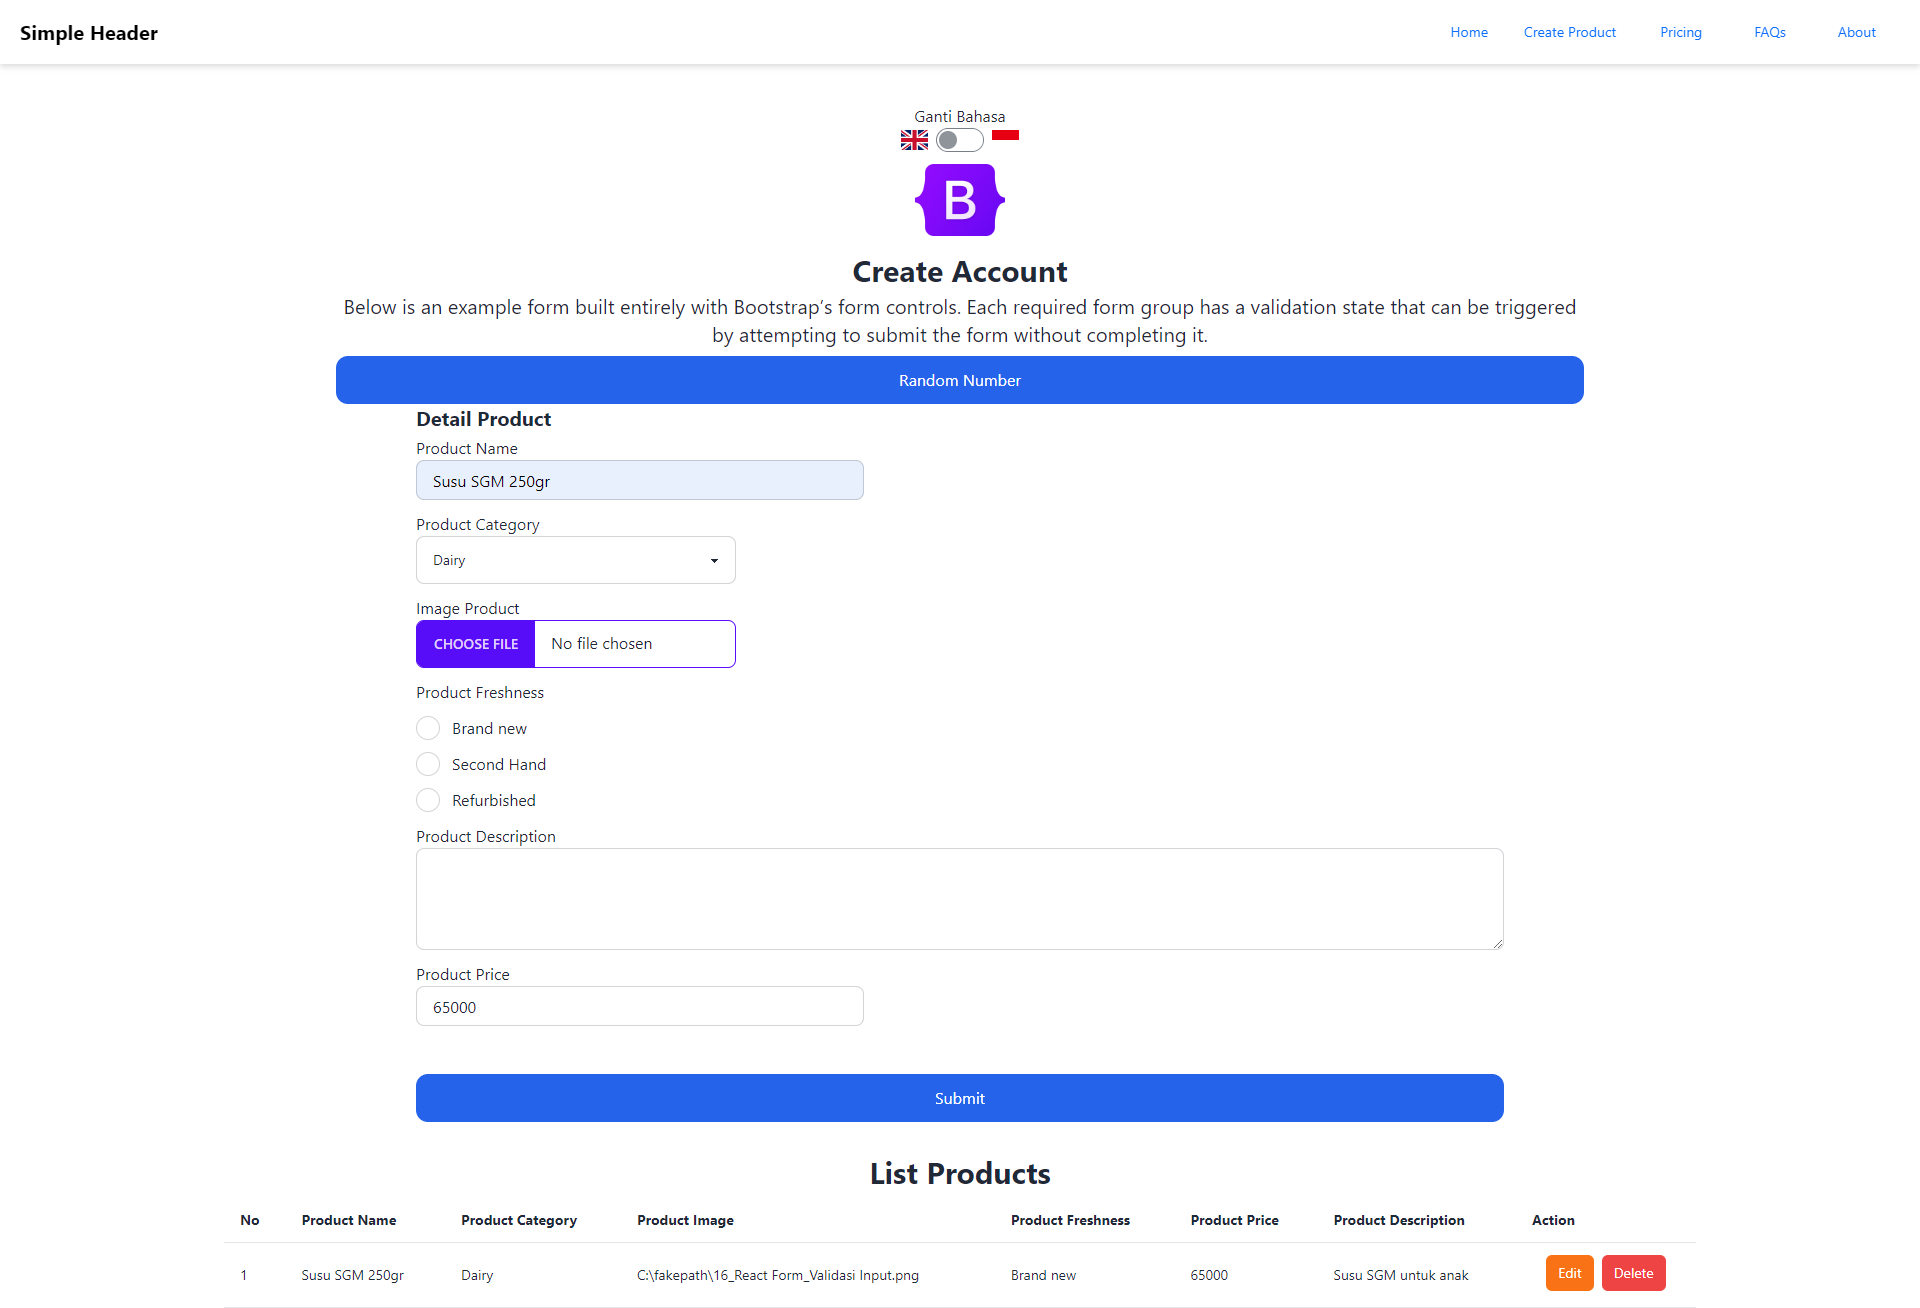 Simple Header
Home Create Product Pricing FAQs About
Ganti Bahasa
B
Create Account
Below is an example form built entirely with Bootstrap’s form controls. Each required form group has a validation state that can be triggered
by attempting to submit the form without completing it.
Random Number
Detail Product
Product Name
Susu SGM 250gr
Product Category
Dairy
Image Product
CHOOSE FILE No file chosen
Product Freshness
Brand new
Second Hand
Refurbished
Product Description
Product Price
65000
Submit
List Products
No Product Name Product Category Product Image Product Freshness Product Price Product Description Action
1 Susu SGM 250gr Dairy C:\fakepath\16_React Form_Validasi Input.png Brand new 65000 Susu SGM untuk anak Edit Delete